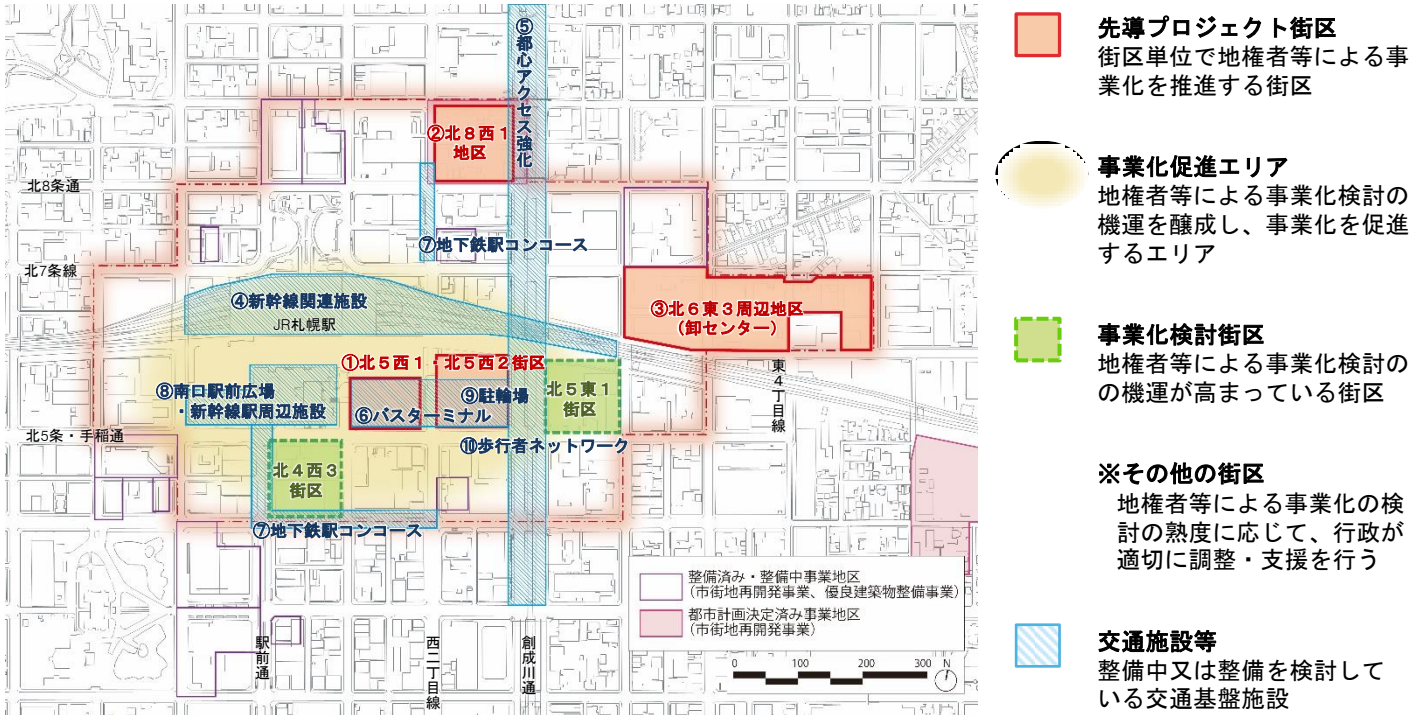 ⑤都心アクセス強化
②北８西１
地区
北8条通
⑦地下鉄駅コンコース
北7条線
④新幹線関連施設
JR札幌駅
③北６東３周辺地区
(卸センター)
①北５西１
北５西２街区
⑧南口駅前広場
・新幹線駅周辺施設
⑨駐輪場
⑥バスターミナル
北５東１
街区
東４丁目線
北5条・手稲通
⑩歩行者ネットワーク
北４西３
街区
⑦地下鉄駅コンコース
整備済み・整備中事業地区
(市街地再開発事業、優良建築物整備事業)
都市計画決定済み事業地区
(市街地再開発事業)
駅前通
西二丁目線
創成川通
0 100 200 300 N
先導プロジェクト街区
街区単位で地権者等による事
業化を推進する街区
事業化促進エリア
地権者等による事業化検討の
機運を醸成し、事業化を促進
するエリア
事業化検討街区
地権者等による事業化検討の
の機運が高まっている街区
※その他の街区
地権者等による事業化の検
討の熟度に応じて、行政が
適切に調整・支援を行う
交通施設等
整備中又は整備を検討して
いる交通基盤施設